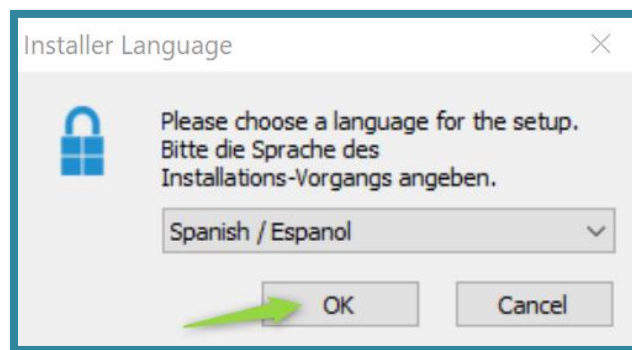 Installer Language
Please choose a language for the setup.
Bitte die Sprache des
Installations-Vorgangs angeben.
Spanish / Espanol
OK
Cancel